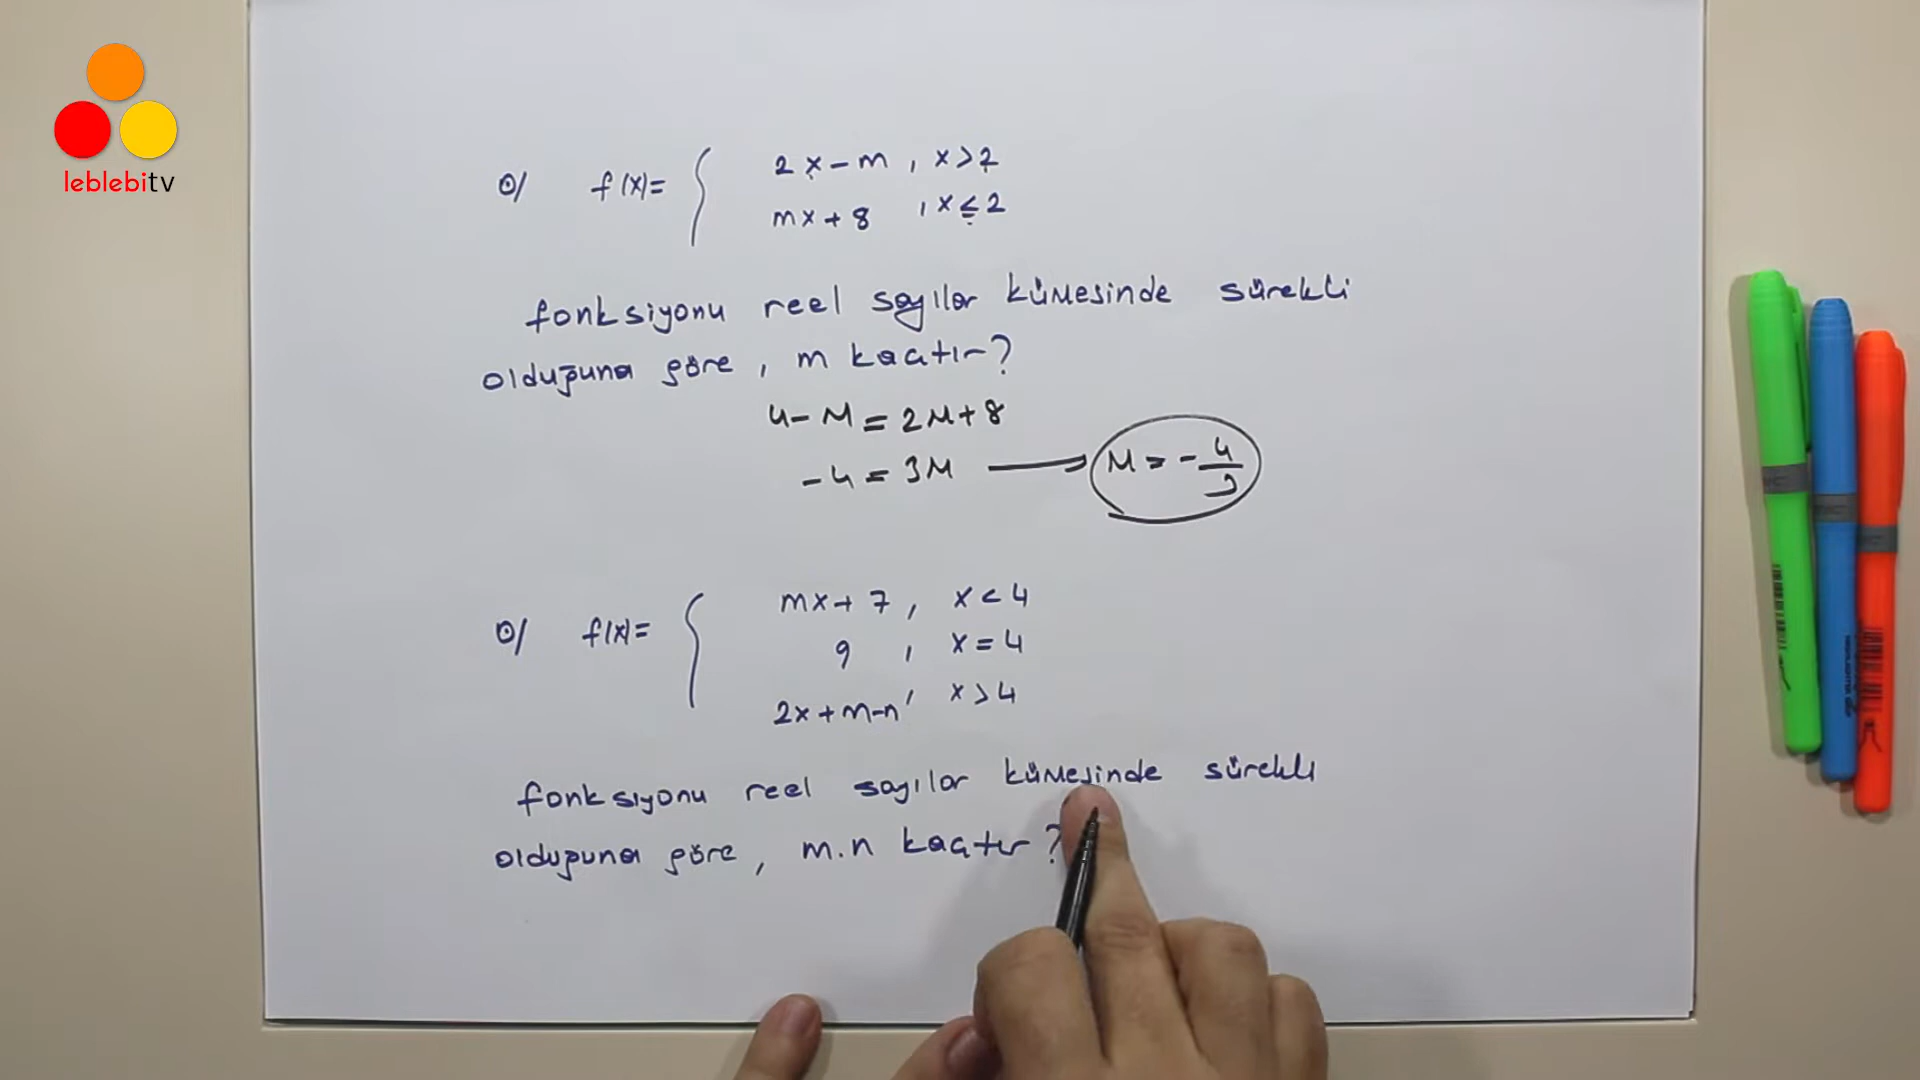 leblebitv
f(x)= { 2x-m , x>2
mx+8 , x≤2
fonksiyonu reel sayılar kümesinde sürekli
olduğuna göre, m kaçtır?
4-M=2M+8
-4=3M → M=-4/3
f(x)= { mx+7, x<4
9 , x=4
2x+m-n, x>4
fonksiyonu reel sayılar kümesinde sürekli
olduğuna göre, m.n kaçtır?